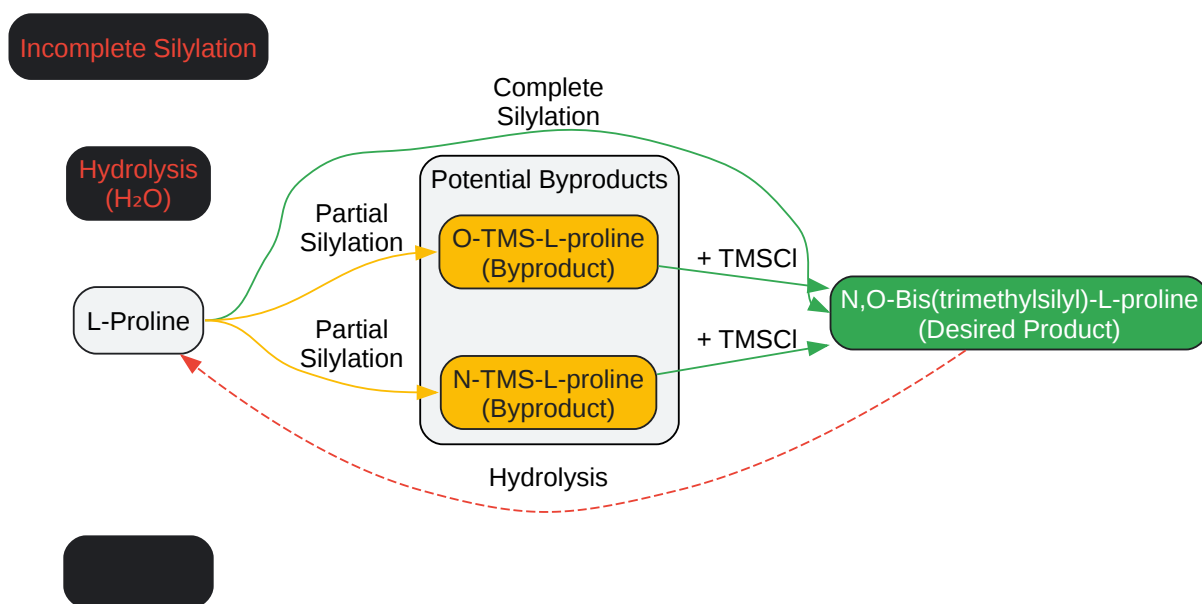 Incomplete Silylation
Complete
Silylation
Hydrolysis
(H₂O)
Potential Byproducts
Partial
Silylation
O-TMS-L-proline
(Byproduct)
+ TMSCl
N,O-Bis(trimethylsilyl)-L-proline
(Desired Product)
L-Proline
Partial
Silylation
+ TMSCl
N-TMS-L-proline
(Byproduct)
Hydrolysis